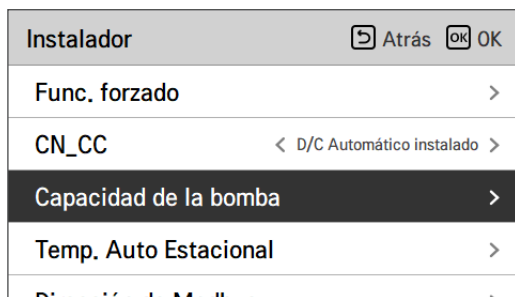 Instalador Atrás OK OK
Func. forzado >
CN_CC < D/C Automático instalado >
Capacidad de la bomba >
Temp. Auto Estacional >